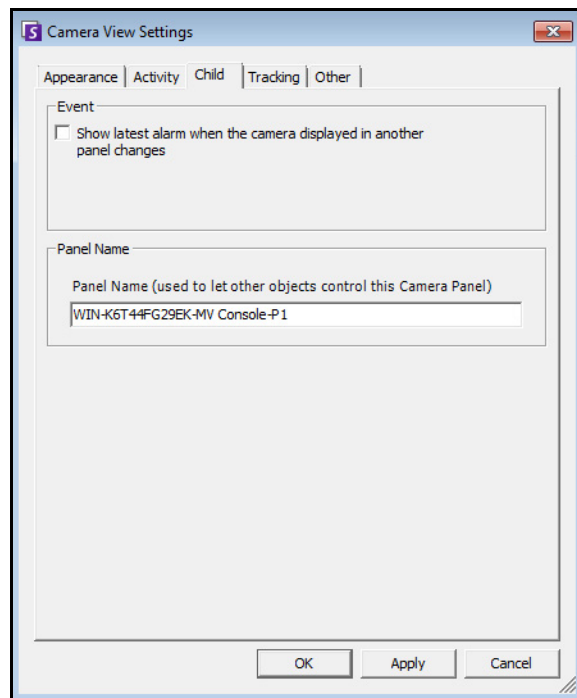 Camera View Settings
Appearance Activity Child Tracking Other
Event
Show latest alarm when the camera displayed in another
panel changes
Panel Name
Panel Name (used to let other objects control this Camera Panel)
WIN-K6T44FG29EK-MV Console-P1
OK Apply Cancel